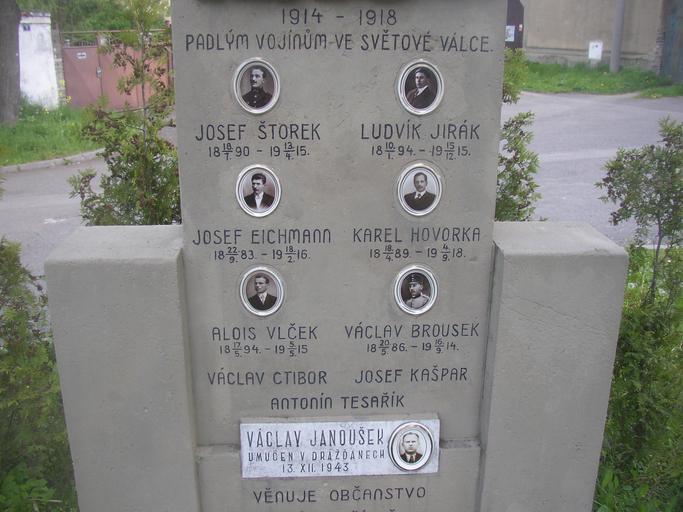 1914 - 1918
PADLÝM VOJÍNŮM VE SVĚTOVÉ VÁLCE.
JOSEF ŠTOREK LUDVÍK JIRÁK
18 18/7. 90 - 19 13/4. 15. 18 10/1. 94. - 19 15/12. 15.
JOSEF EICHMANN KAREL HOVORKA
18 22/9. 83. - 19 18/2. 16. 18 18/4. 89. - 19 4/9. 18.
ALOIS VLČEK VÁCLAV BROUSEK
18 17/5. 94. - 19 5/5. 15 18 20/5. 86. - 19 16/9. 14.
VÁCLAV CTIBOR JOSEF KAŠPAR
ANTONÍN TESAŘÍK
VÁCLAV JANOUŠEK
UMUČEN V DRÁŽĎANECH
13. XII. 1943
VĚNUJE OBČANSTVO